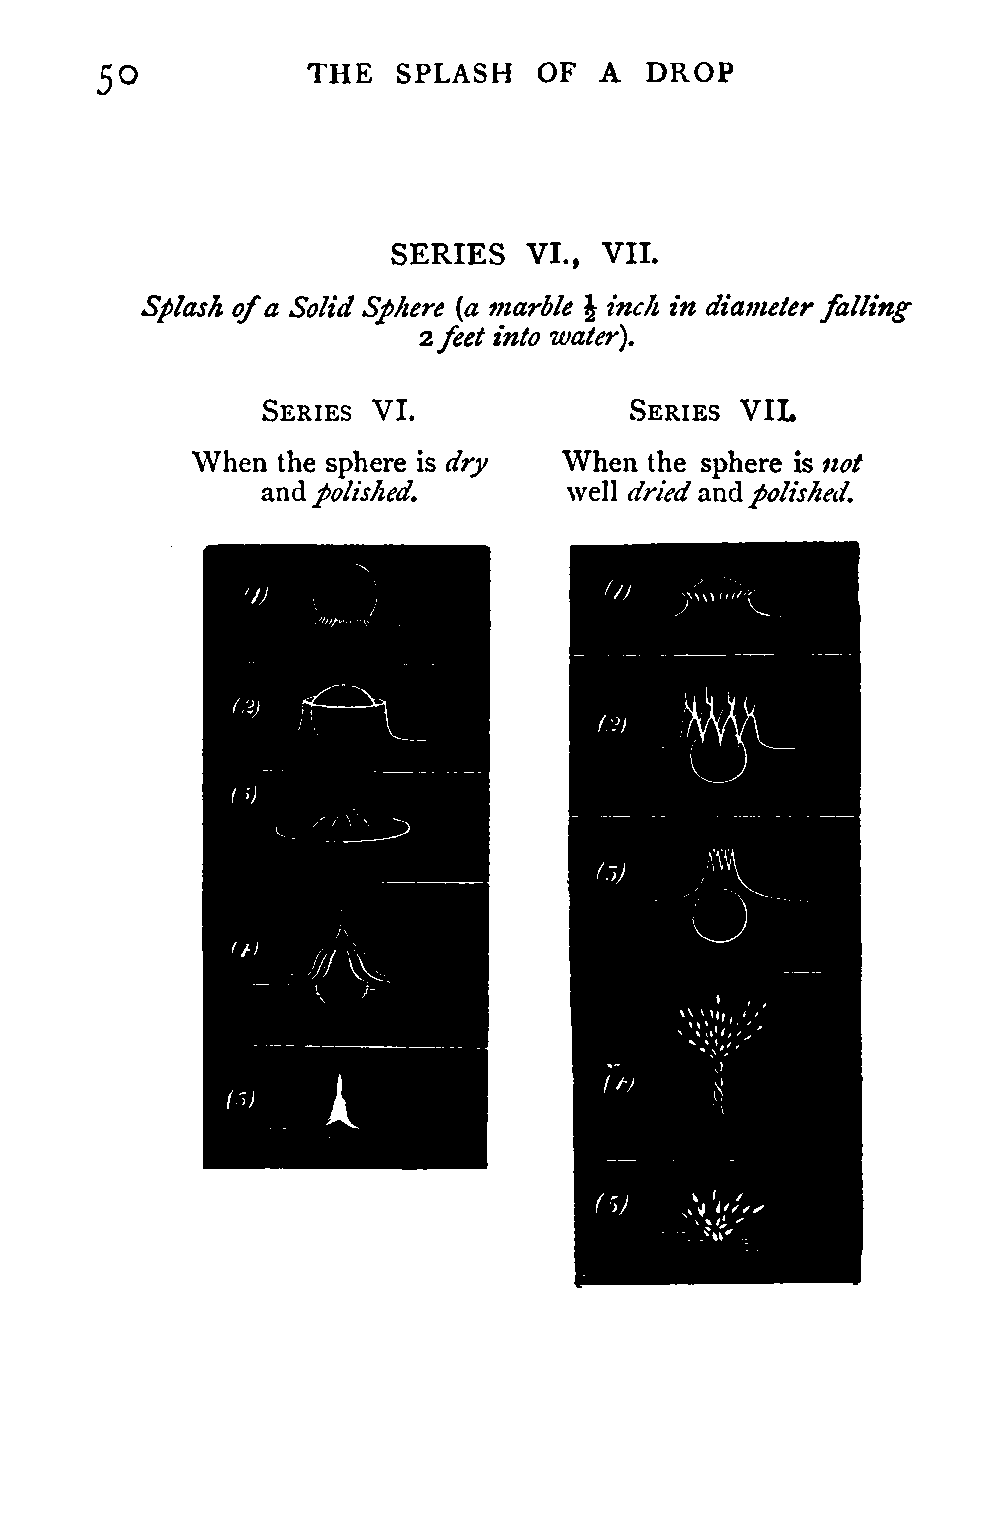 50 THE SPLASH OF A DROP
SERIES VI., VII.
Splash of a Solid Sphere (a marble ½ inch in diameter falling
2 feet into water).
SERIES VI.
When the sphere is dry
and polished.
(1)
(2)
(3)
(4)
(5)
SERIES VII.
When the sphere is not
well dried and polished.
(1)
(2)
(3)
(4)
(5)